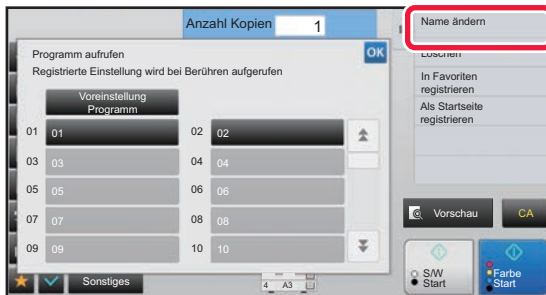 Anzahl Kopien 1
Name ändern
Löschen
In Favoriten
registrieren
Als Startseite
registrieren
Programm aufrufen
OK
Registrierte Einstellung wird bei Berühren aufgerufen
Voreinstellung
Programm
01 01 02 02
03 03 04 04
05 05 06 06
07 07 08 08
09 09 10 10
Vorschau CA
Sonstiges
4 A3
S/W
Start
Farbe
Start